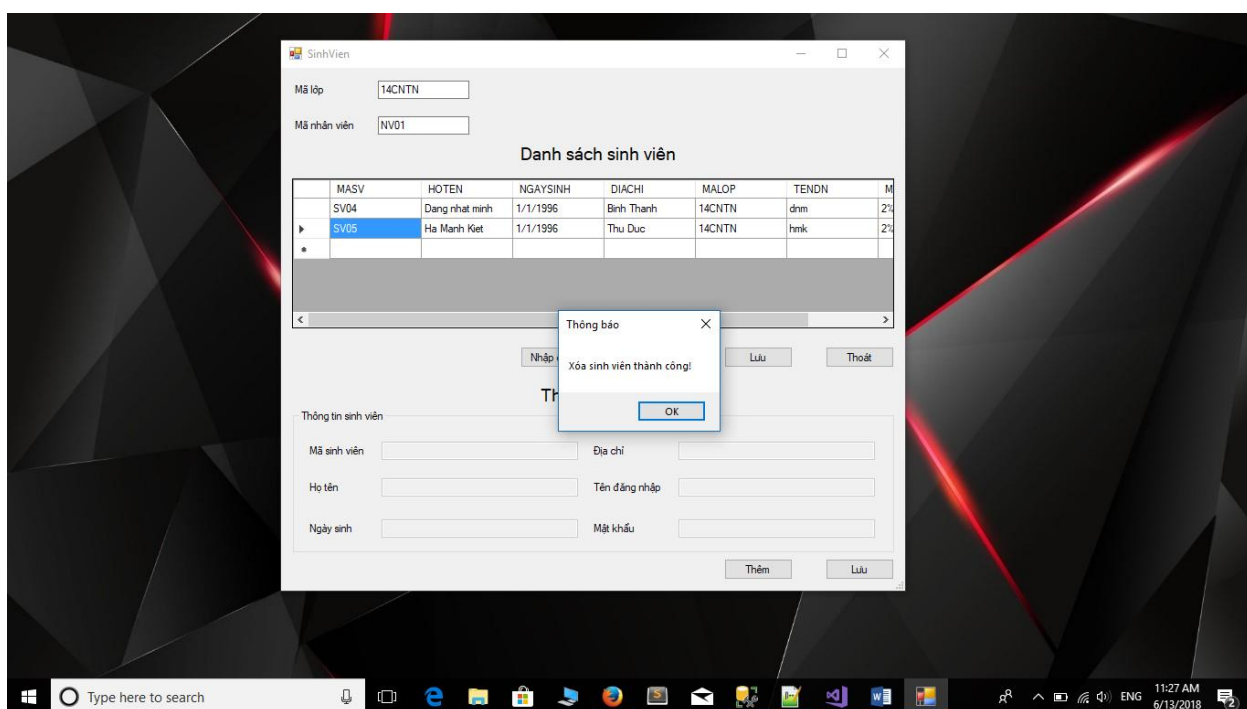 SinhVien
Mã lớp 14CNTN
Mã nhân viên NV01
Danh sách sinh viên
MASV HOTEN NGAYSINH DIACHI MALOP TENDN M
SV04 Dang nhat minh 1/1/1996 Binh Thanh 14CNTN dnm
SV05 Ha Manh Kiet 1/1/1996 Thu Duc 14CNTN hmk
Thông báo
Xóa sinh viên thành công!
OK
Nhập Lưu Thoát
Thông tin sinh viên
Mã sinh viên Địa chỉ
Họ tên Tên đăng nhập
Ngày sinh Mật khẩu
Thêm Lưu
Type here to search
ENG
11:27 AM
6/13/2018